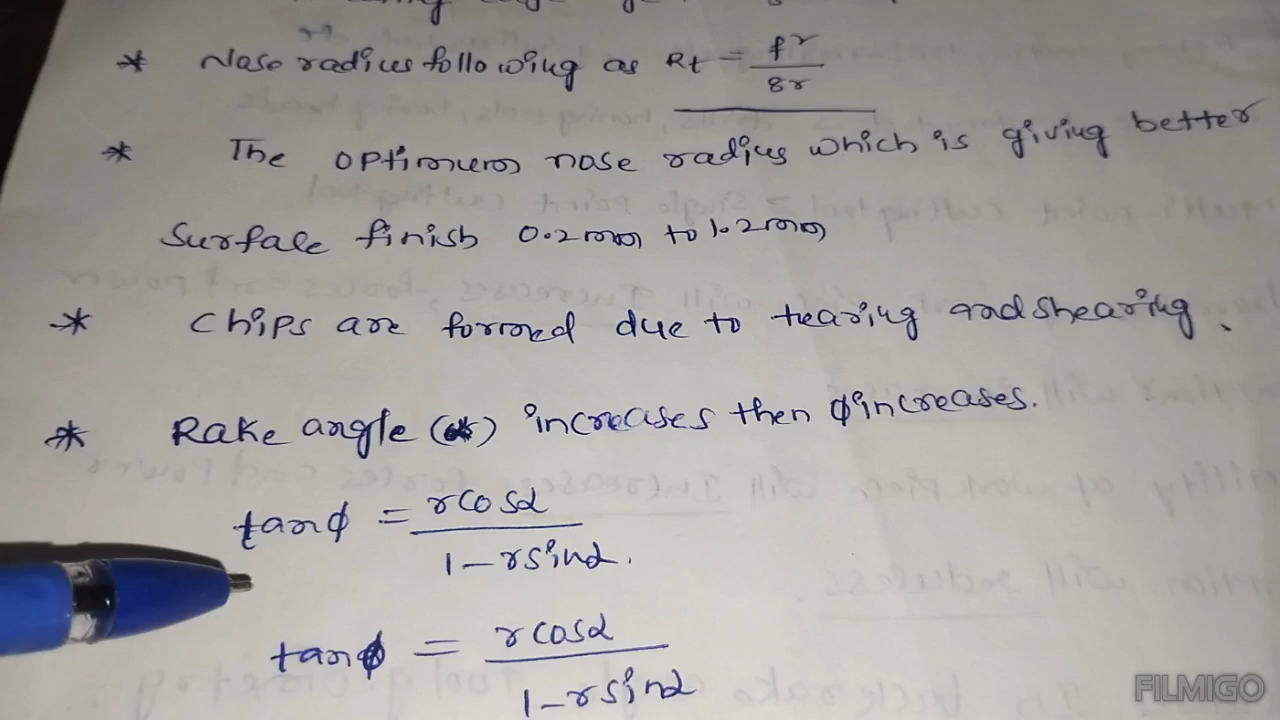 * Nose radius following as Rt = f² / 8r
* The optimum nose radius which is giving better
surface finish 0.2mm to 1.2mm
* Chips are formed due to tearing and shearing.
* Rake angle (α) increases then φ increases.
tanφ = rcosα / 1-rsinα.
tanφ = rcosα / 1-rsinα
FILMIGO